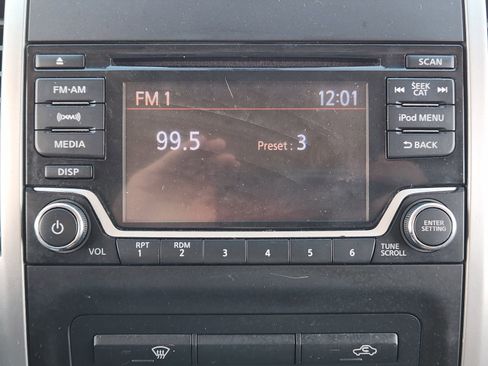 SCAN
FM·AM
FM 1
12:01
SEEK
CAT
((XM))
99.5
Preset : 3
iPod MENU
MEDIA
BACK
DISP
VOL
RPT
1
RDM
2
3
4
5
6
TUNE
SCROLL
ENTER
SETTING